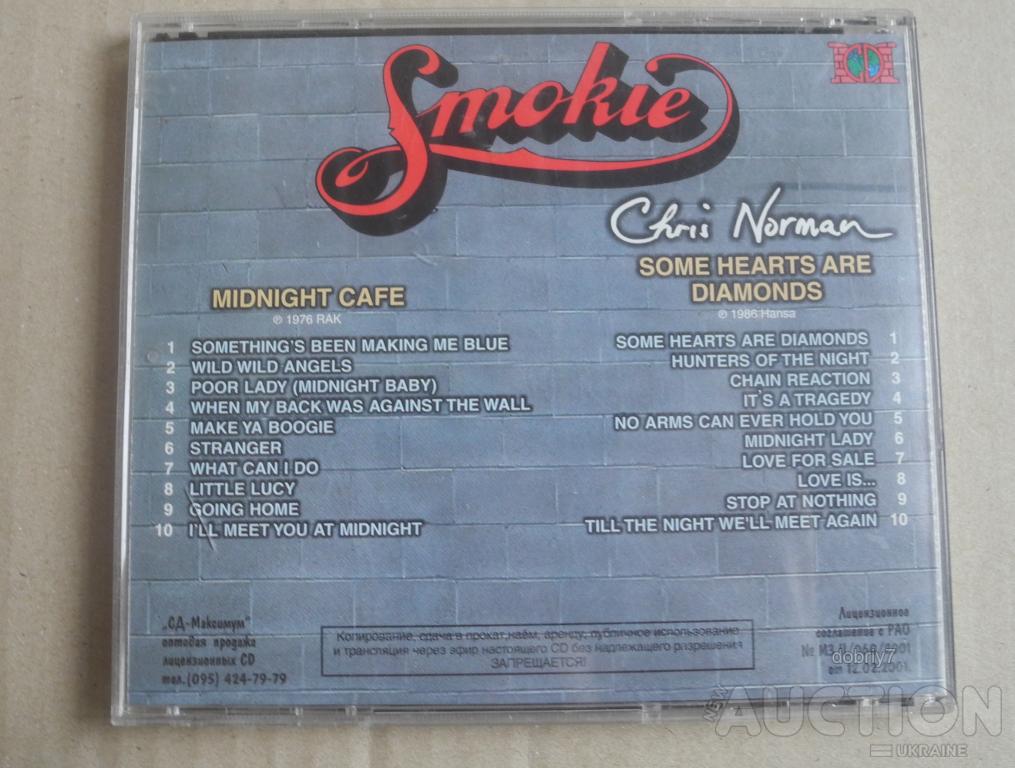 Smokie
Chris Norman
MIDNIGHT CAFE
℗ 1976 RAK
1 SOMETHING'S BEEN MAKING ME BLUE
2 WILD WILD ANGELS
3 POOR LADY (MIDNIGHT BABY)
4 WHEN MY BACK WAS AGAINST THE WALL
5 MAKE YA BOOGIE
6 STRANGER
7 WHAT CAN I DO
8 LITTLE LUCY
9 GOING HOME
10 I'LL MEET YOU AT MIDNIGHT
SOME HEARTS ARE
DIAMONDS
℗ 1986 Hansa
SOME HEARTS ARE DIAMONDS 1
HUNTERS OF THE NIGHT 2
CHAIN REACTION 3
IT'S A TRAGEDY 4
NO ARMS CAN EVER HOLD YOU 5
MIDNIGHT LADY 6
LOVE FOR SALE 7
LOVE IS... 8
STOP AT NOTHING 9
TILL THE NIGHT WE'LL MEET AGAIN 10
„СД-Максимум"
оптовая продажа
лицензионных CD
тел.(095) 424-79-79
Копирование, сдача в прокат,наём, аренду, публичное использование
и трансляция через эфир настоящего CD без надлежащего разрешения
ЗАПРЕЩАЕТСЯ!
Лицензионное
соглашение с РАО
№
от 12.02.2001
dobriy7
NEW AUCTION
UKRAINE